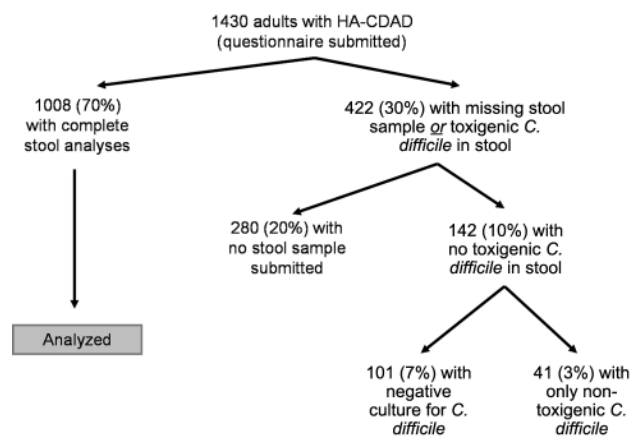 1430 adults with HA-CDAD
(questionnaire submitted)
1008 (70%)
with complete
stool analyses
422 (30%) with missing stool
sample or toxigenic C.
difficile in stool
280 (20%) with
no stool sample
submitted
142 (10%) with
no toxigenic C.
difficile in stool
Analyzed
101 (7%) with
negative
culture for C.
difficile
41 (3%) with
only non-
toxigenic C.
difficile